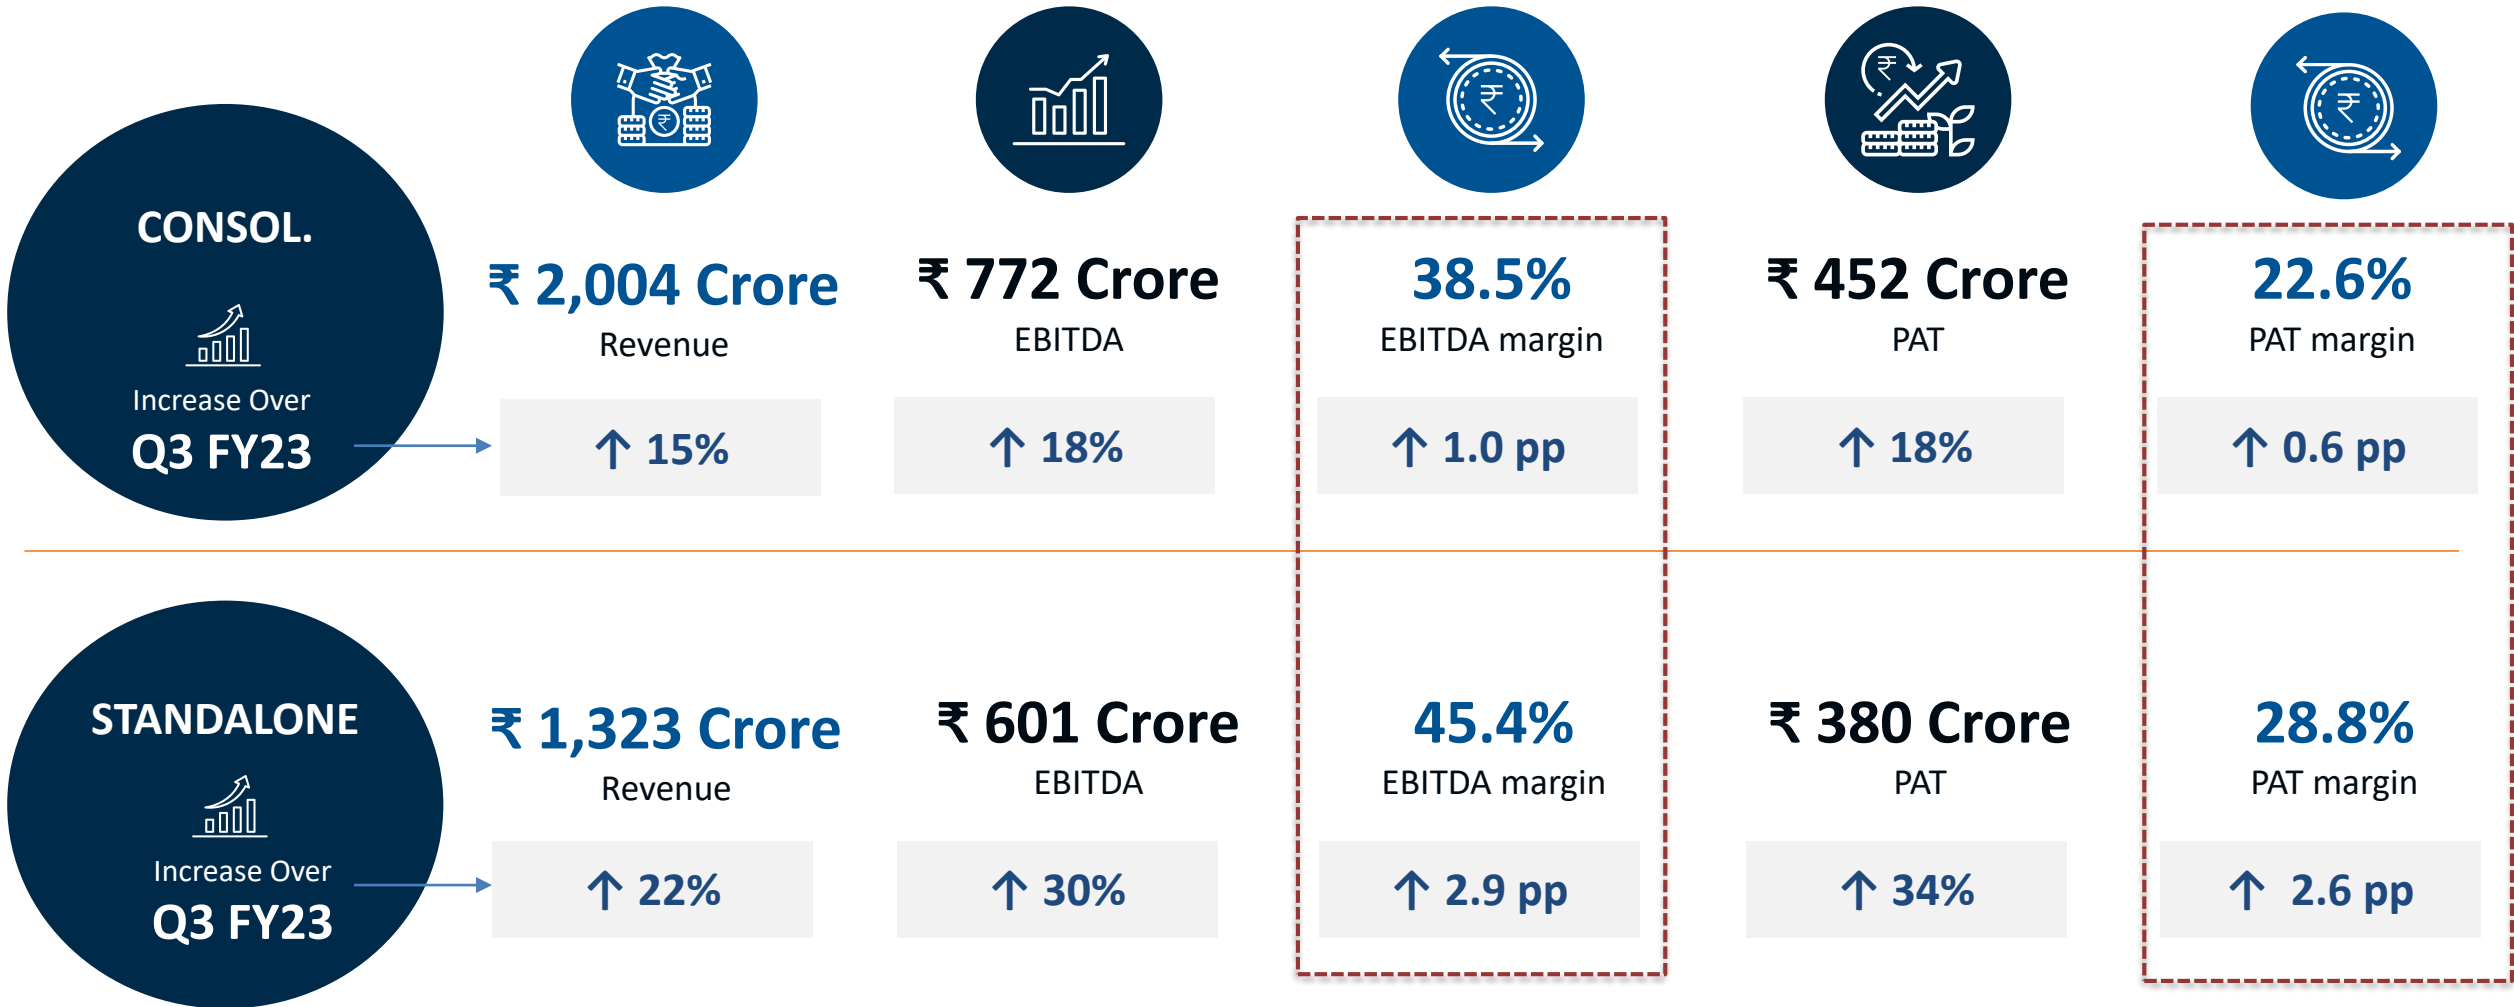 CONSOL.
Increase Over
Q3 FY23
₹ 2,004 Crore
Revenue
↑ 15%
₹ 772 Crore
EBITDA
↑ 18%
38.5%
EBITDA margin
↑ 1.0 pp
₹ 452 Crore
PAT
↑ 18%
22.6%
PAT margin
↑ 0.6 pp
STANDALONE
Increase Over
Q3 FY23
₹ 1,323 Crore
Revenue
↑ 22%
₹ 601 Crore
EBITDA
↑ 30%
45.4%
EBITDA margin
↑ 2.9 pp
₹ 380 Crore
PAT
↑ 34%
28.8%
PAT margin
↑ 2.6 pp